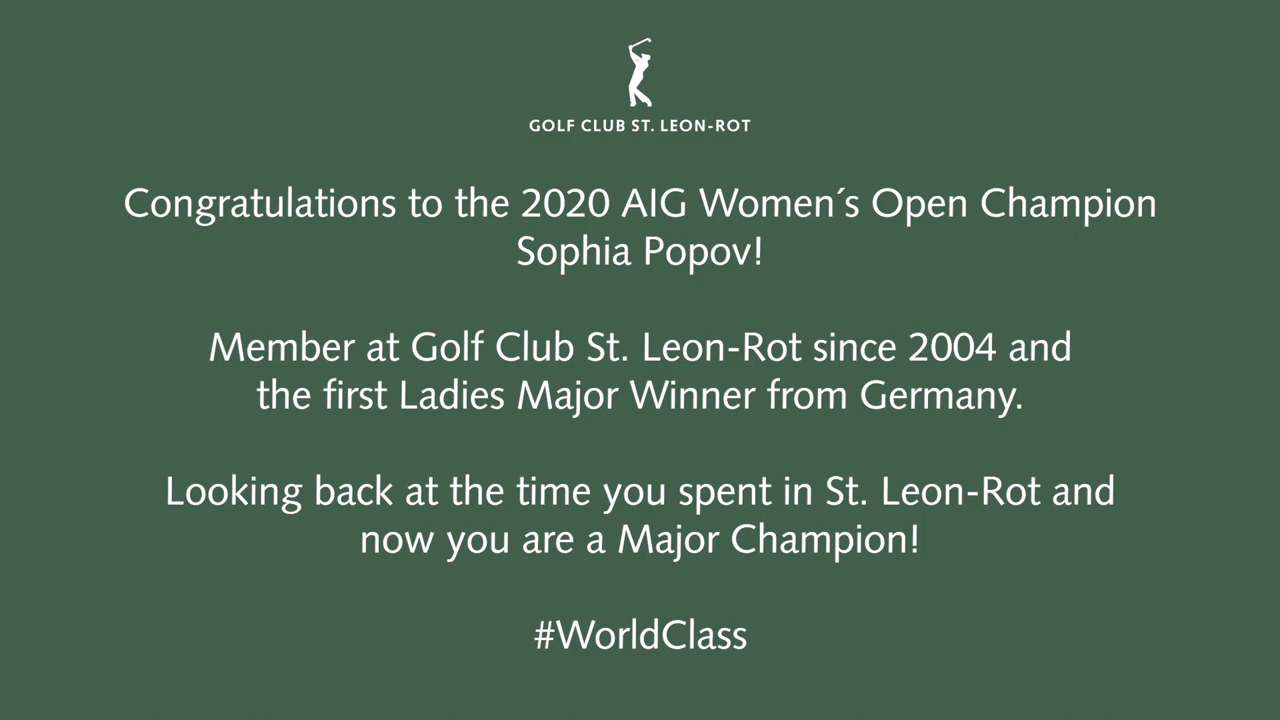 GOLF CLUB ST. LEON-ROT
Congratulations to the 2020 AIG Women´s Open Champion
Sophia Popov!
Member at Golf Club St. Leon-Rot since 2004 and
the first Ladies Major Winner from Germany.
Looking back at the time you spent in St. Leon-Rot and
now you are a Major Champion!
#WorldClass